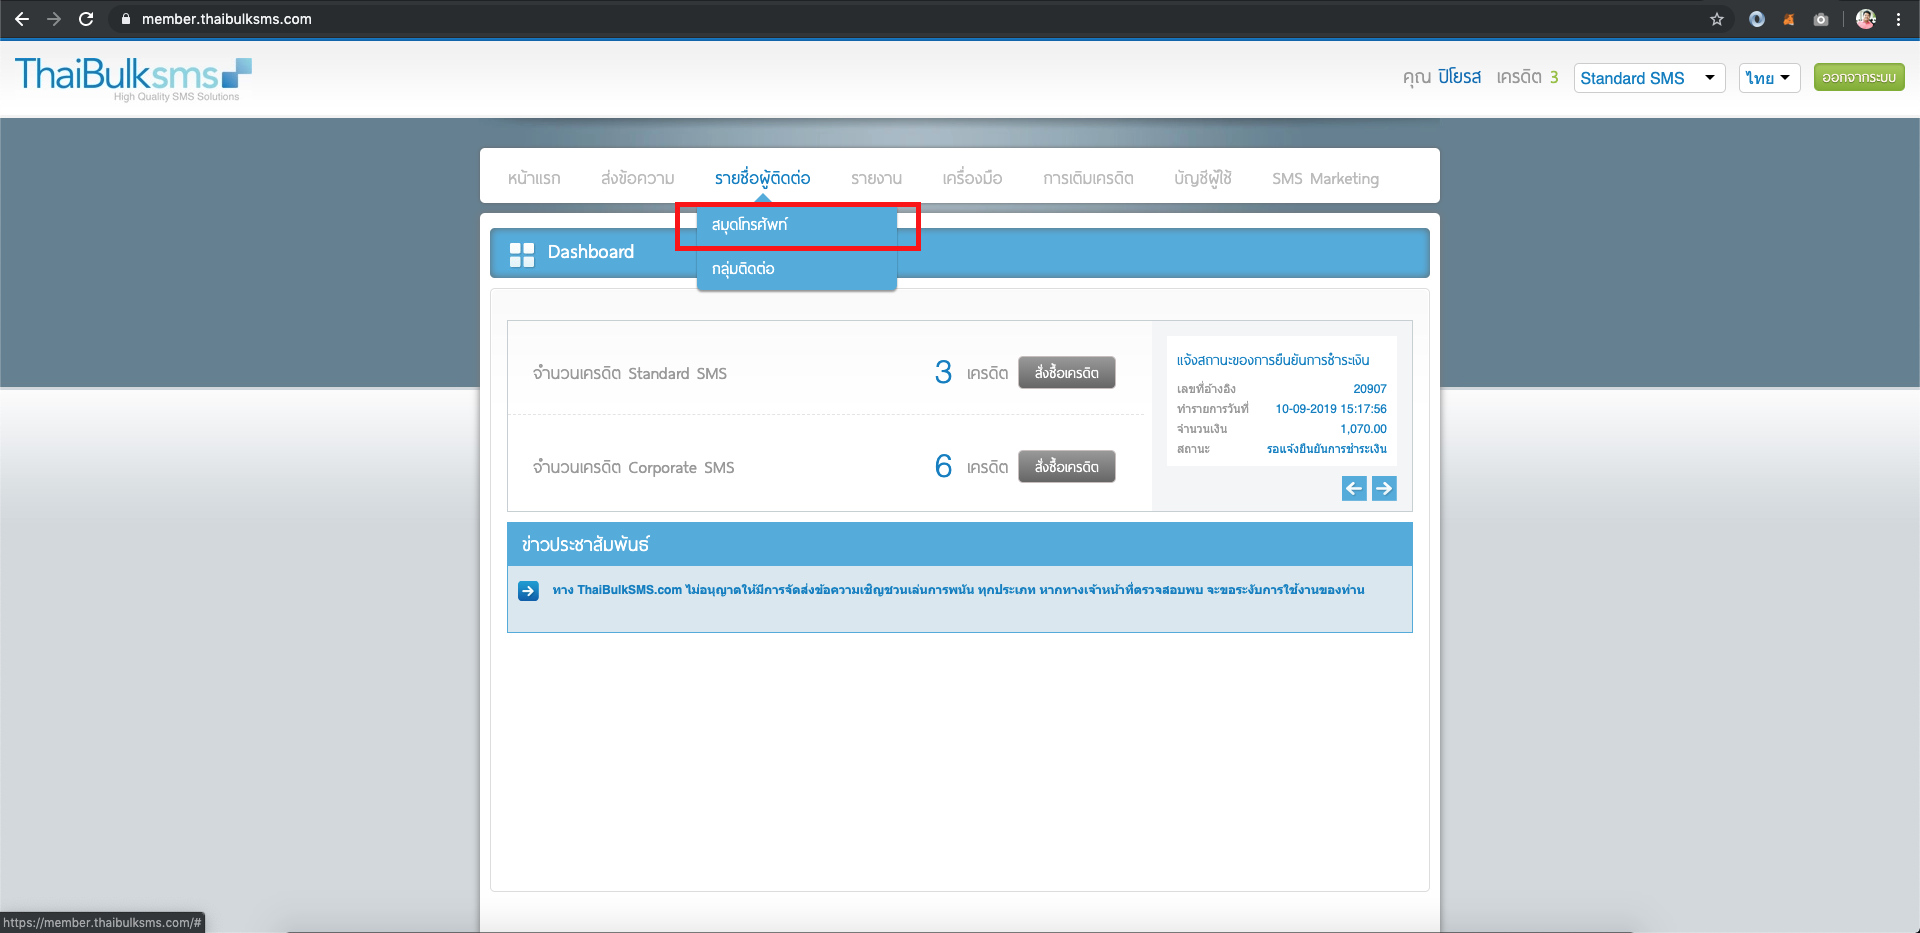 member.thaibulksms.com
ThaiBulksms
High Quality SMS Solutions
คุณ ปิโยรส เครดิต 3 Standard SMS ไทย ออกจากระบบ
หน้าแรก ส่งข้อความ รายชื่อผู้ติดต่อ รายงาน เครื่องมือ การเติมเครดิต บัญชีผู้ใช้ SMS Marketing
สมุดโทรศัพท์
Dashboard
กลุ่มติดต่อ
จำนวนเครดิต Standard SMS 3 เครดิต สั่งซื้อเครดิต
จำนวนเครดิต Corporate SMS 6 เครดิต สั่งซื้อเครดิต
แจ้งสถานะของการยืนยันการชำระเงิน
เลขที่อ้างอิง 20907
ทำรายการวันที่ 10-09-2019 15:17:56
จำนวนเงิน 1,070.00
สถานะ รอแจ้งยืนยันการชำระเงิน
ข่าวประชาสัมพันธ์
ทาง ThaiBulkSMS.com ไม่อนุญาตให้มีการจัดส่งข้อความเชิญชวนเล่นการพนัน ทุกประเภท หากทางเจ้าหน้าที่ตรวจสอบพบ จะขอระงับการใช้งานของท่าน
https://member.thaibulksms.com/#